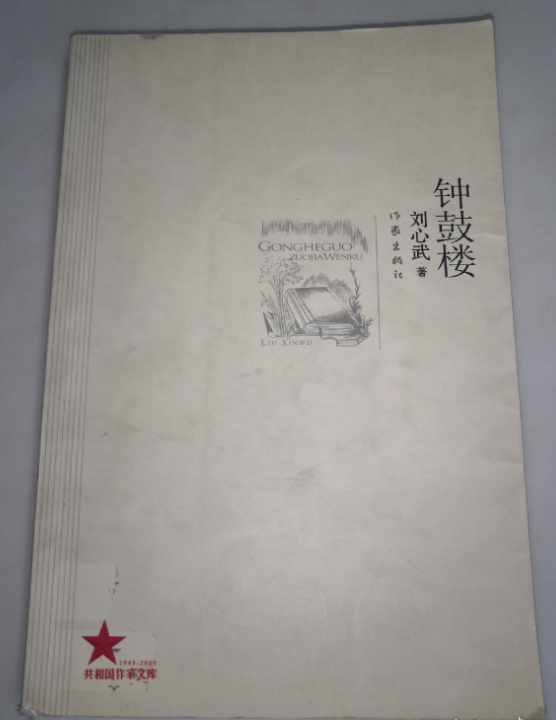 钟鼓楼
刘心武 著
作家出版社
GONGHEGUO
ZUOJIAWENKU
LIU XINWU
1949-2009
共和国作家文库